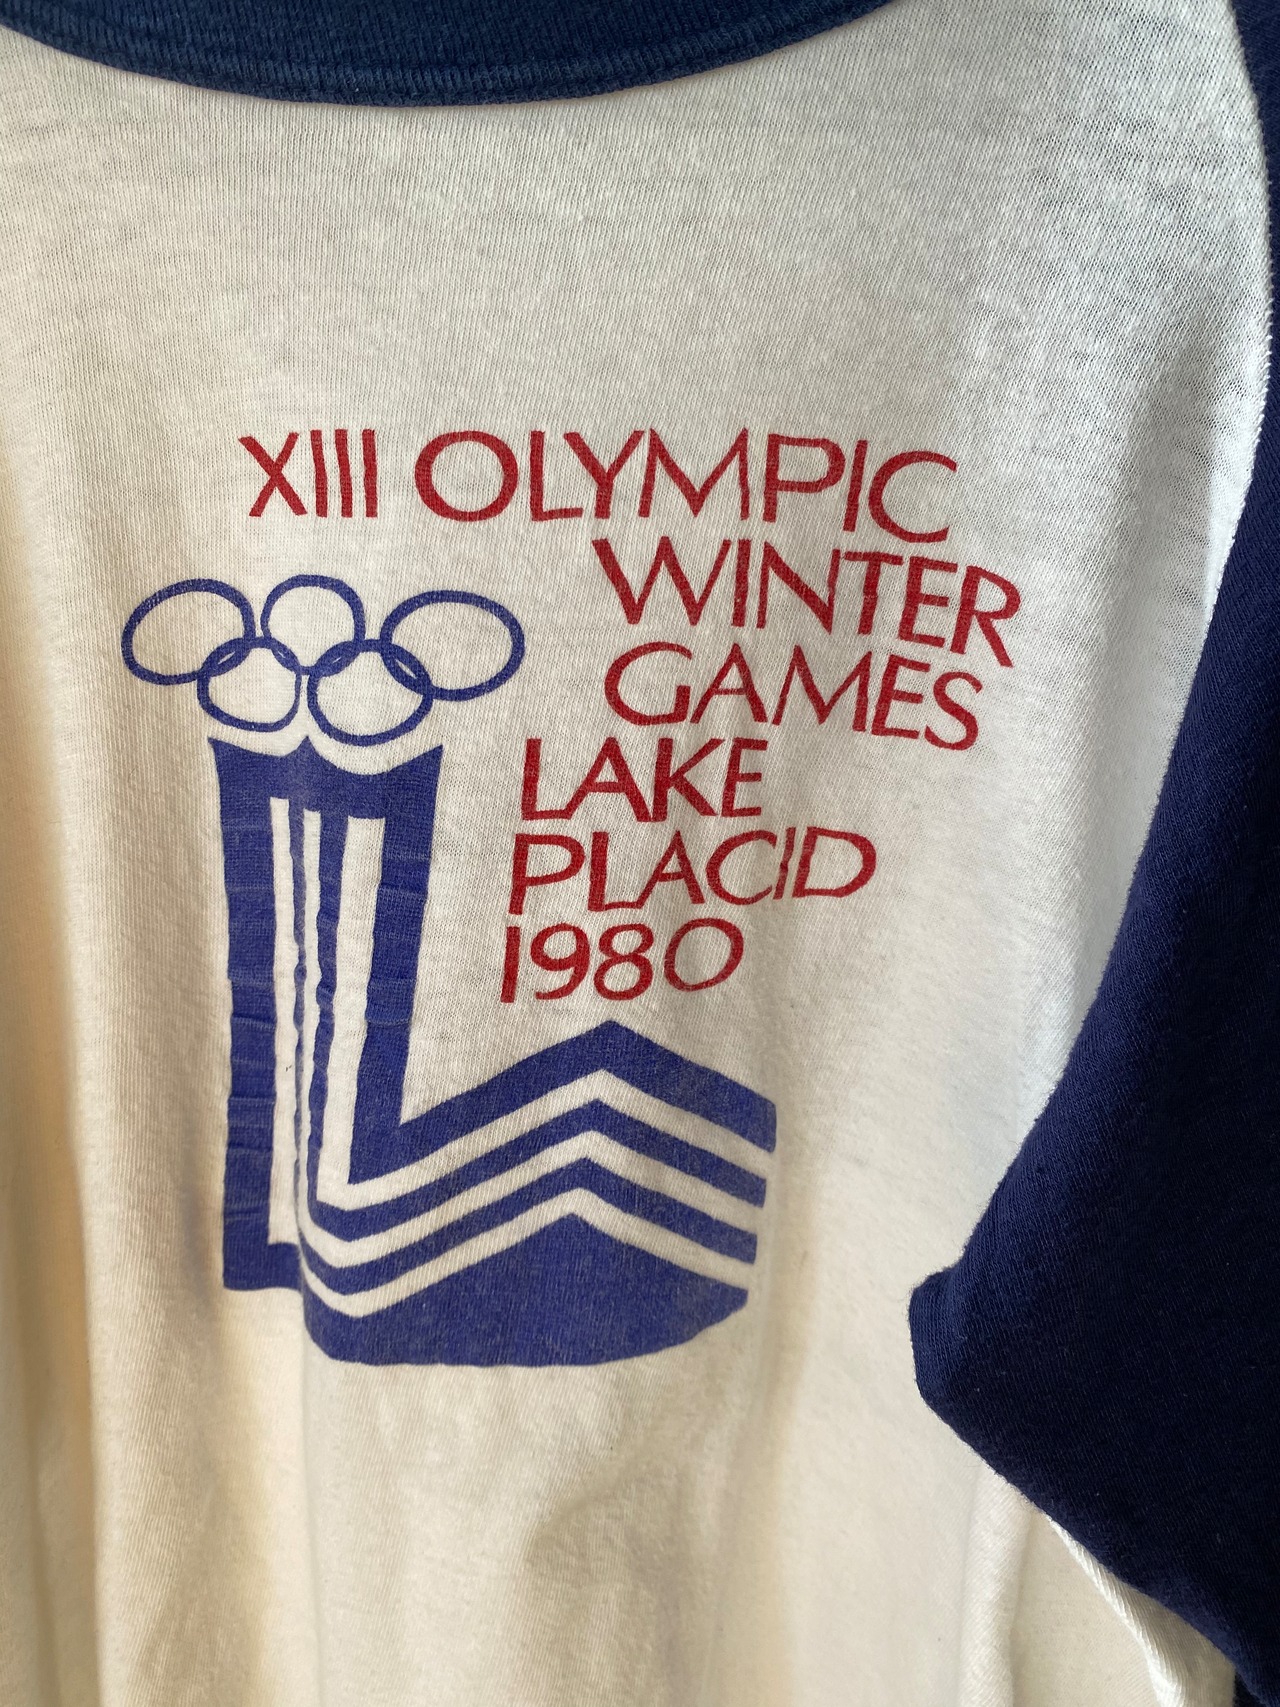 XIII OLYMPIC
WINTER
GAMES
LAKE
PLACID
1980